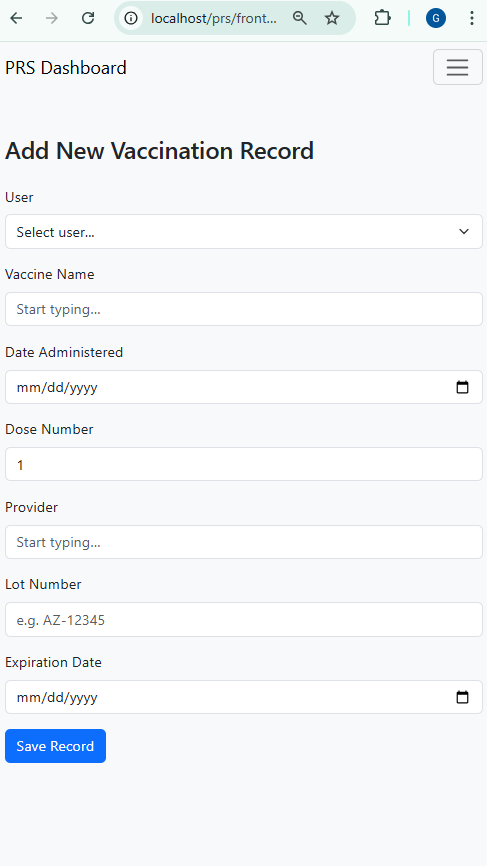 localhost/prs/front...
G
PRS Dashboard
Add New Vaccination Record
User
Select user...
Vaccine Name
Start typing...
Date Administered
mm/dd/yyyy
Dose Number
1
Provider
Start typing...
Lot Number
e.g. AZ-12345
Expiration Date
mm/dd/yyyy
Save Record